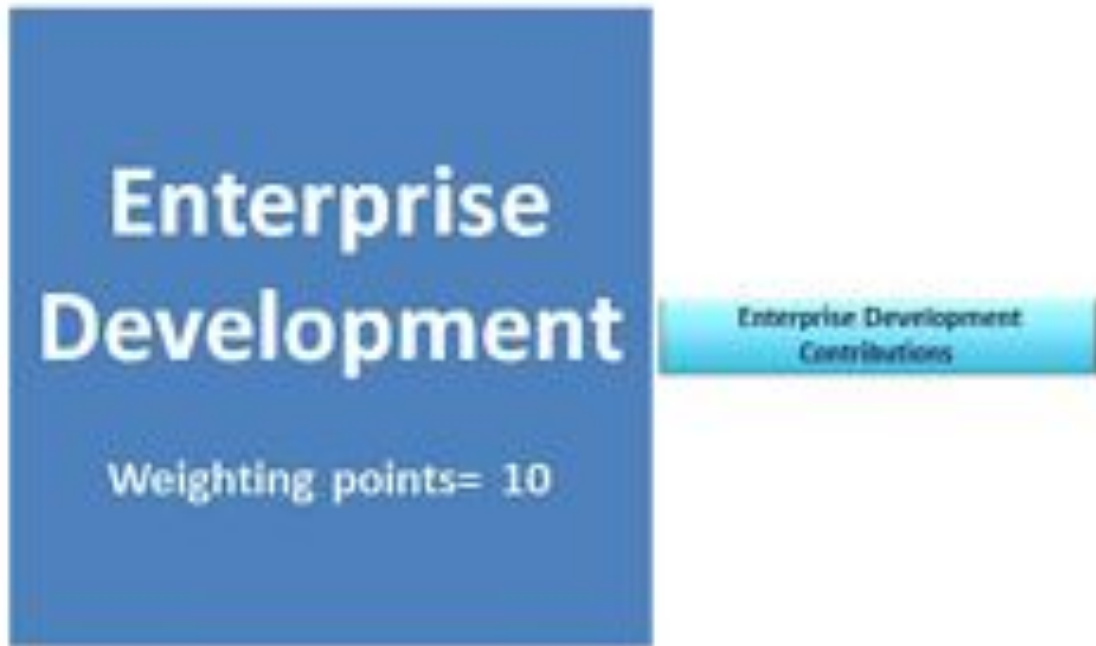 Enterprise
Development
Weighting points= 10
Enterprise Development
Contributions